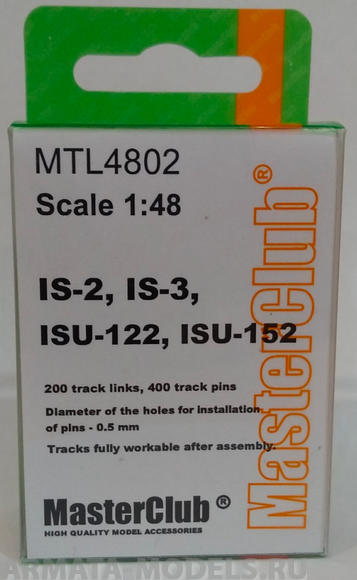 MTL4802
Scale 1:48
IS-2, IS-3,
ISU-122, ISU-152
200 track links, 400 track pins
Diameter of the holes for installation
of pins - 0.5 mm
Tracks fully workable after assembly.
MasterClub ®
HIGH QUALITY MODEL ACCESSORIES
MasterClub®
ARMATA-MODELS.RU